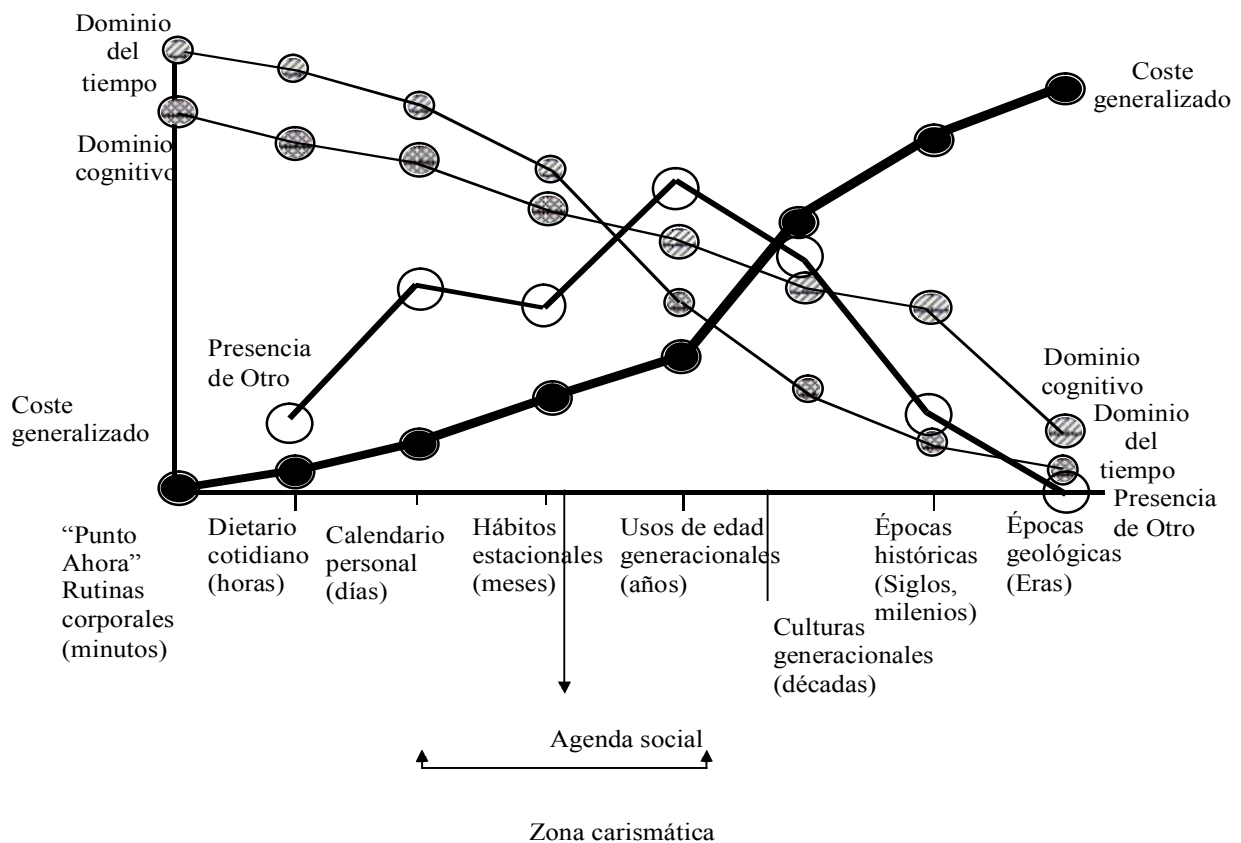 Dominio
del
tiempo
Dominio
cognitivo
Coste
generalizado
Presencia
de Otro
Coste
generalizado
Dominio
cognitivo
Dominio
del
tiempo
Presencia
de Otro
“Punto
Ahora”
Rutinas
corporales
(minutos)
Dietario
cotidiano
(horas)
Calendario
personal
(días)
Hábitos
estacionales
(meses)
Usos de edad
generacionales
(años)
Culturas
generacionales
(décadas)
Épocas
históricas
(Siglos,
milenios)
Épocas
geológicas
(Eras)
Agenda social
Zona carismática